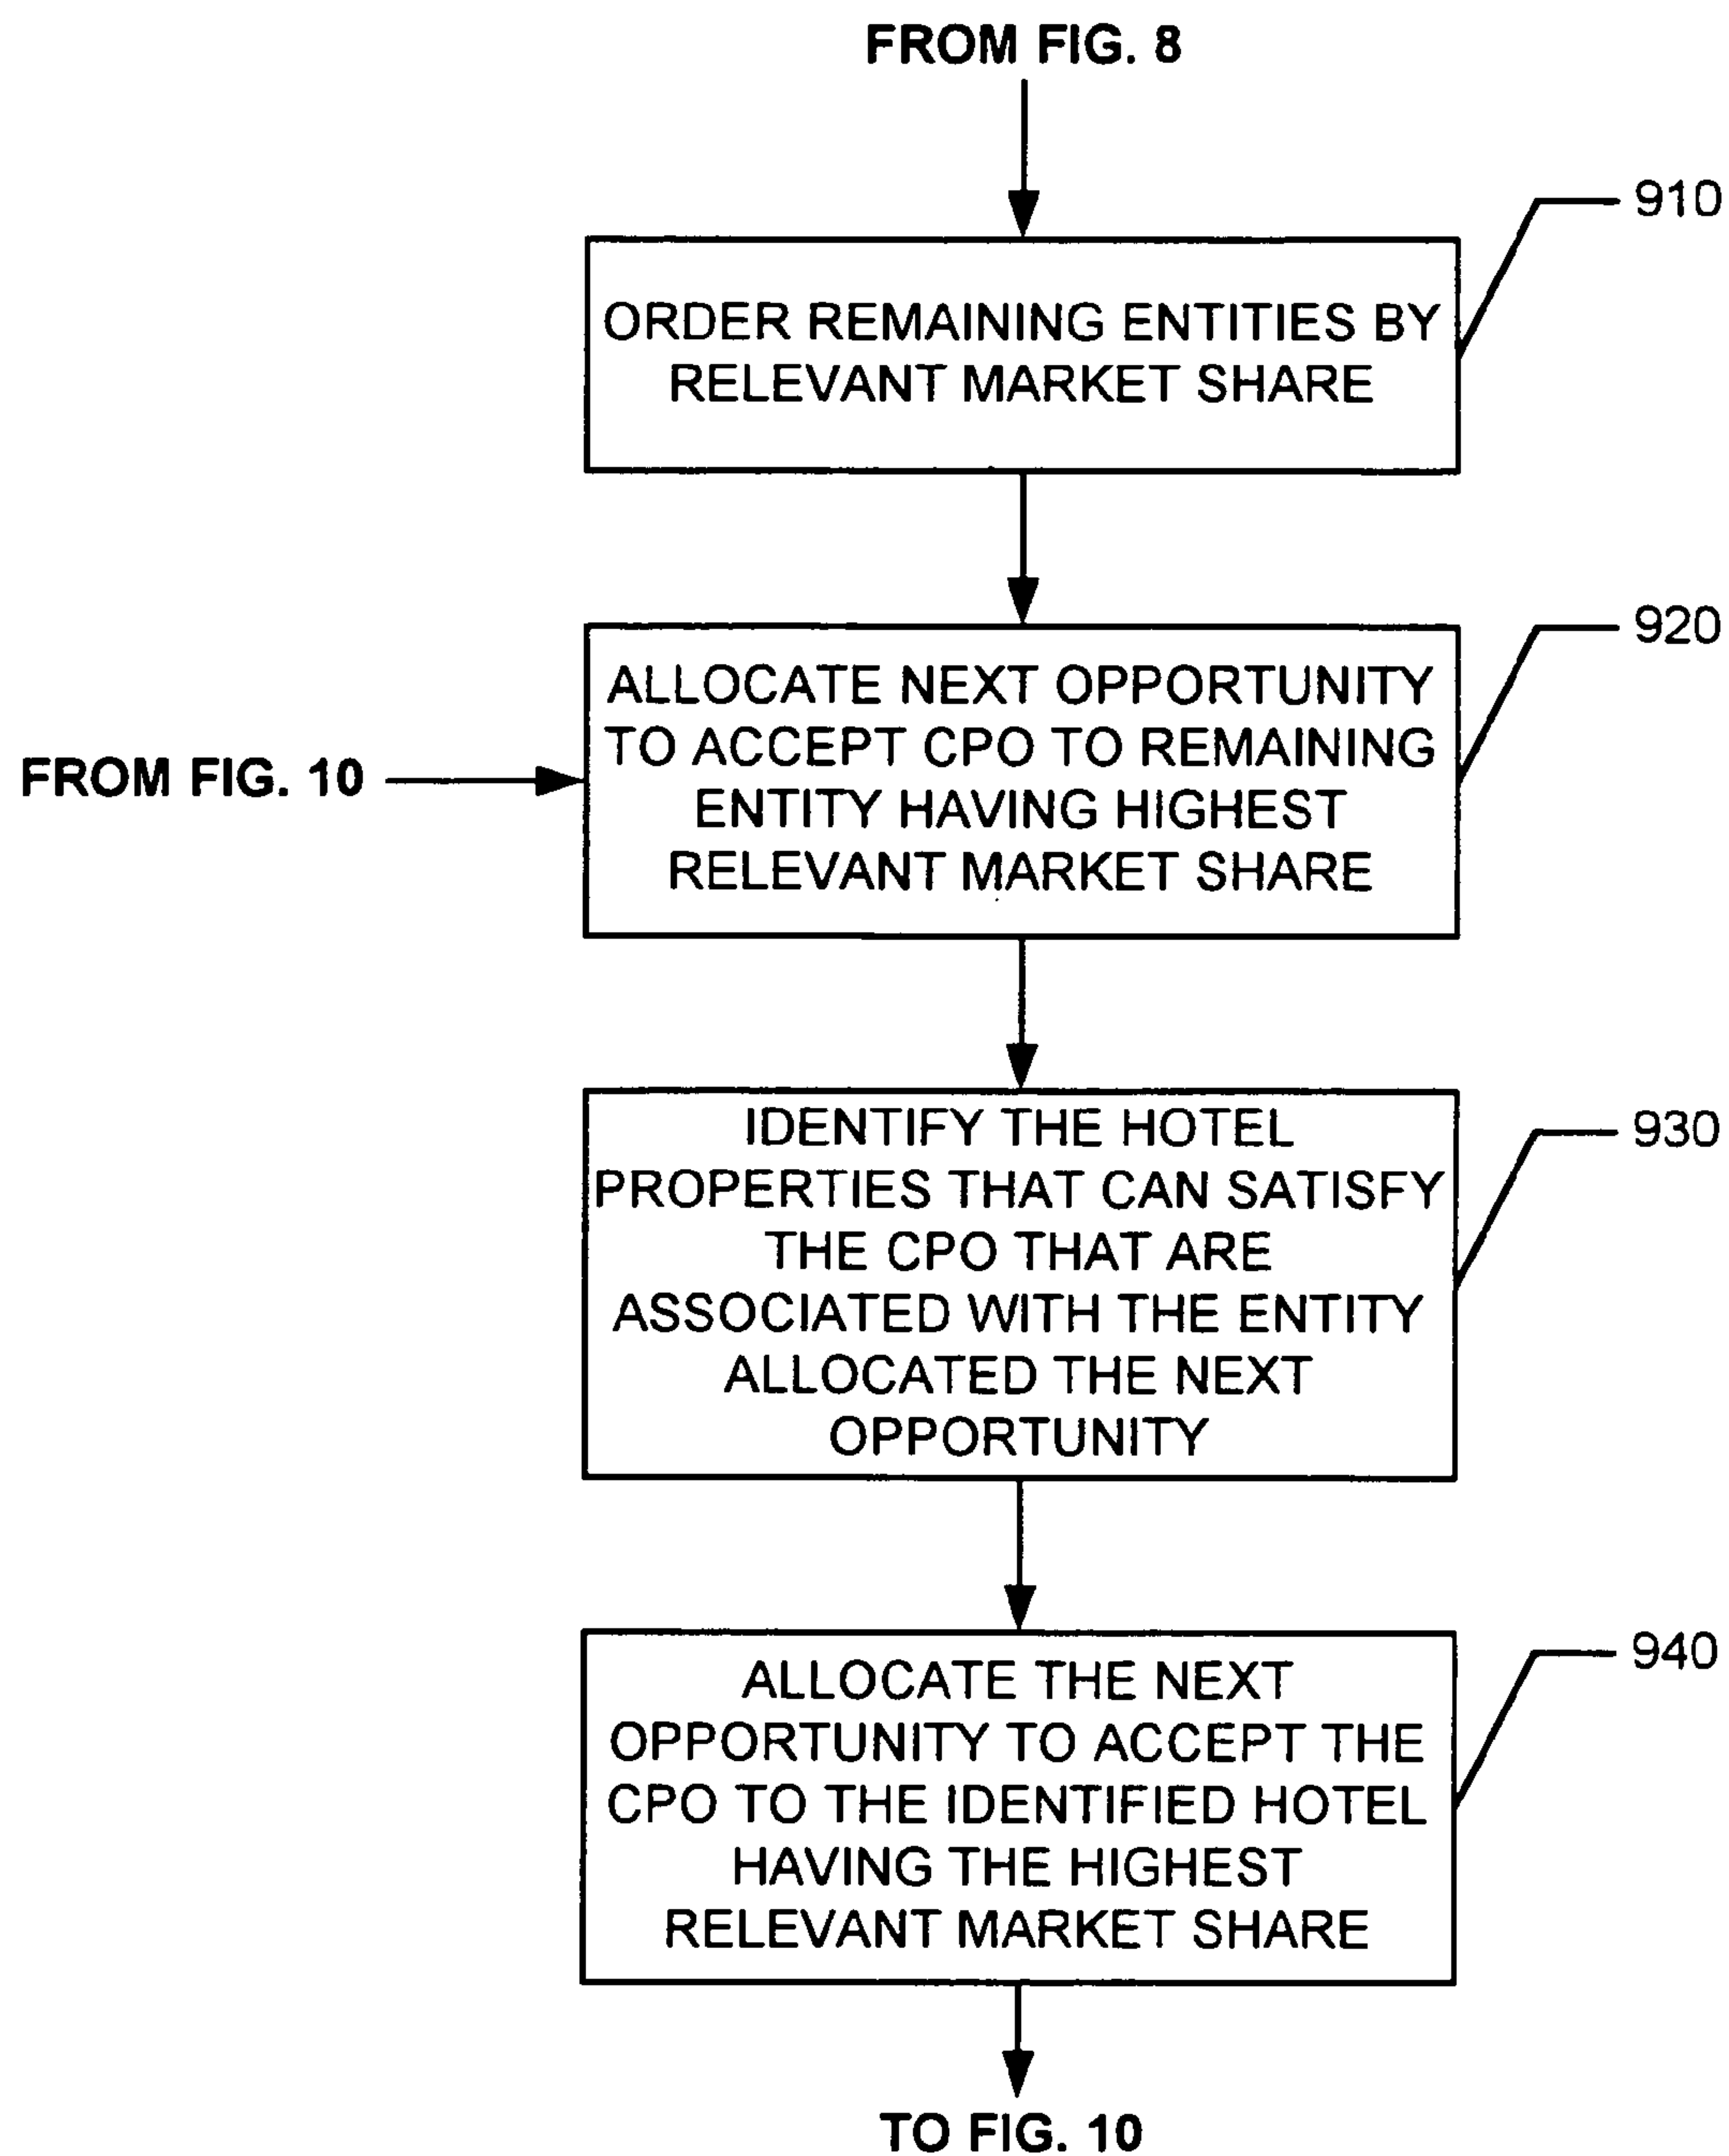 FROM FIG. 8
910
ORDER REMAINING ENTITIES BY
RELEVANT MARKET SHARE
920
ALLOCATE NEXT OPPORTUNITY
TO ACCEPT CPO TO REMAINING
ENTITY HAVING HIGHEST
RELEVANT MARKET SHARE
FROM FIG. 10
930
IDENTIFY THE HOTEL
PROPERTIES THAT CAN SATISFY
THE CPO THAT ARE
ASSOCIATED WITH THE ENTITY
ALLOCATED THE NEXT
OPPORTUNITY
940
ALLOCATE THE NEXT
OPPORTUNITY TO ACCEPT THE
CPO TO THE IDENTIFIED HOTEL
HAVING THE HIGHEST
RELEVANT MARKET SHARE
TO FIG. 10